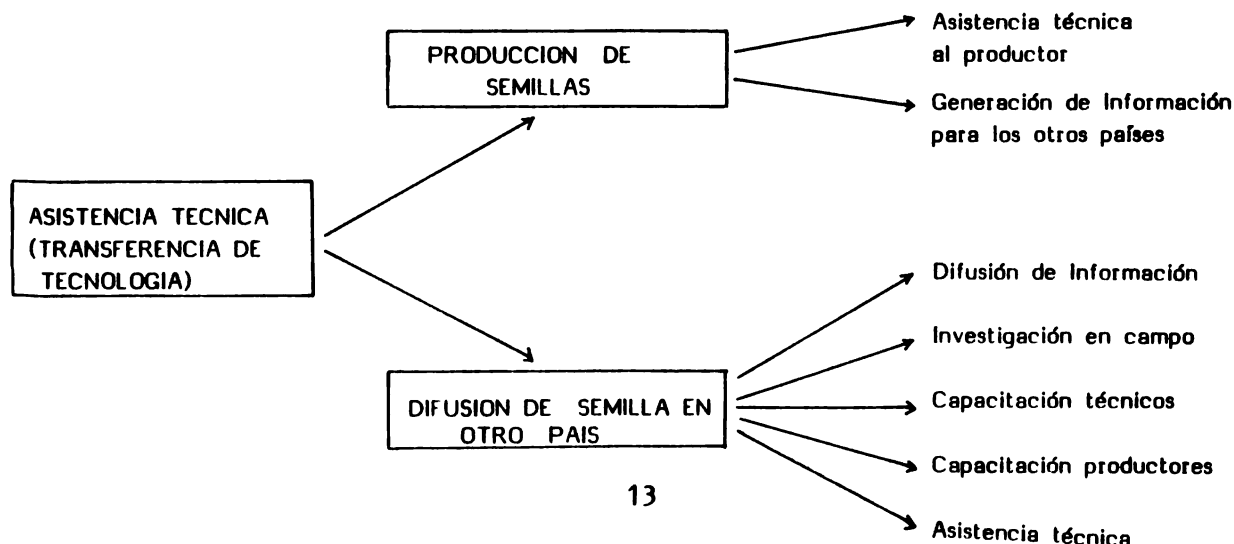 PRODUCCION DE
SEMILLAS
Asistencia técnica
al productor
Generación de Información
para los otros países
ASISTENCIA TECNICA
(TRANSFERENCIA DE
TECNOLOGIA)
DIFUSION DE SEMILLA EN
OTRO PAIS
Difusión de Información
Investigación en campo
Capacitación técnicos
Capacitación productores
Asistencia técnica
13